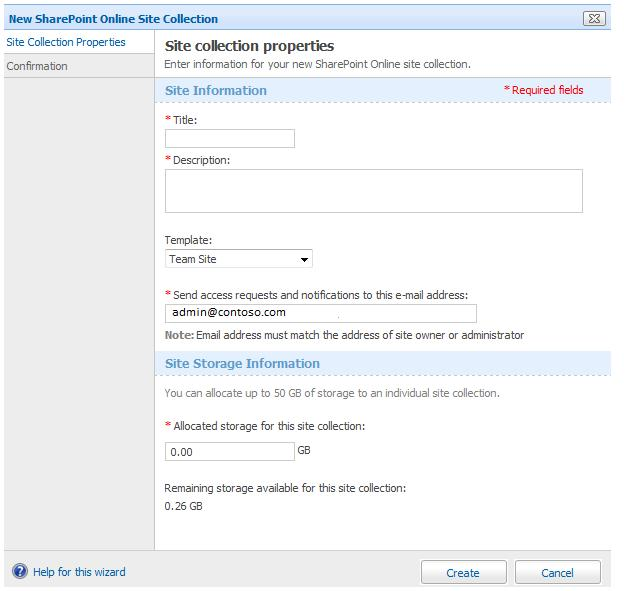 New SharePoint Online Site Collection
Site Collection Properties
Confirmation
Site collection properties
Enter information for your new SharePoint Online site collection.
Site Information
* Required fields
* Title:
* Description:
Template:
Team Site
* Send access requests and notifications to this e-mail address:
admin@contoso.com
Note: Email address must match the address of site owner or administrator
Site Storage Information
You can allocate up to 50 GB of storage to an individual site collection.
* Allocated storage for this site collection:
0.00 GB
Remaining storage available for this site collection:
0.26 GB
? Help for this wizard
Create
Cancel